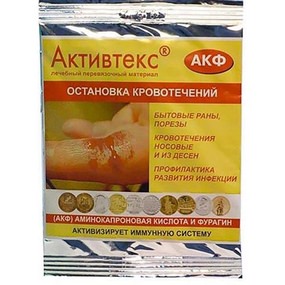 Активтекс®
лечебный перевязочный материал
АКФ
ОСТАНОВКА КРОВОТЕЧЕНИЙ
БЫТОВЫЕ РАНЫ,
ПОРЕЗЫ
КРОВОТЕЧЕНИЯ
НОСОВЫЕ
И ИЗ ДЕСЕН
ПРОФИЛАКТИКА
РАЗВИТИЯ ИНФЕКЦИИ
(АКФ) АМИНОКАПРОНОВАЯ КИСЛОТА И ФУРАГИН
АКТИВИЗИРУЕТ ИММУННУЮ СИСТЕМУ